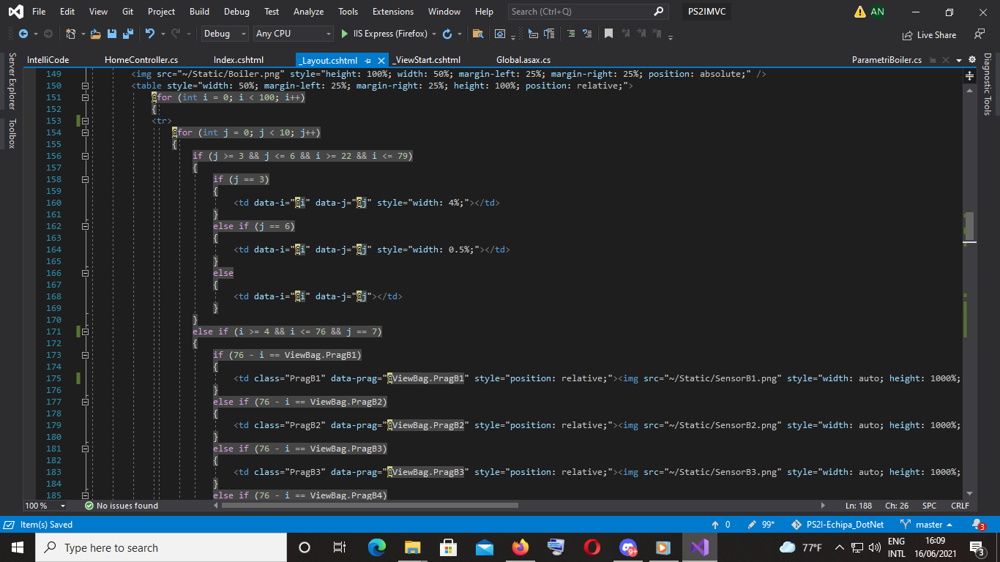 File Edit View Git Project Build Debug Test Analyze Tools Extensions Window Help Search (Ctrl+Q) PS2IMVC AN
Debug Any CPU IIS Express (Firefox) Live Share
IntelliCode HomeController.cs Index.cshtml _Layout.cshtml _ViewStart.cshtml Global.asax.cs ParametriBoiler.cs
Server Explorer
Toolbox
Diagnostic Tools
149 <img src="~/Static/Boiler.png" style="height: 100%; width: 50%; margin-left: 25%; margin-right: 25%; position: absolute;" />
150 <table style="width: 50%; margin-left: 25%; margin-right: 25%; height: 100%; position: relative;">
151 @for (int i = 0; i < 100; i++)
152 {
153 <tr>
154 @for (int j = 0; j < 10; j++)
155 {
156 if (j >= 3 && j <= 6 && i >= 22 && i <= 79)
157 {
158 if (j == 3)
159 {
160 <td data-i="@i" data-j="@j" style="width: 4%;"></td>
161 }
162 else if (j == 6)
163 {
164 <td data-i="@i" data-j="@j" style="width: 0.5%;"></td>
165 }
166 else
167 {
168 <td data-i="@i" data-j="@j"></td>
169 }
170 }
171 else if (i >= 4 && i <= 76 && j == 7)
172 {
173 if (76 - i == ViewBag.PragB1)
174 {
175 <td class="PragB1" data-prag="@ViewBag.PragB1" style="position: relative;"><img src="~/Static/SensorB1.png" style="width: auto; height: 1000%;
176 }
177 else if (76 - i == ViewBag.PragB2)
178 {
179 <td class="PragB2" data-prag="@ViewBag.PragB2" style="position: relative;"><img src="~/Static/SensorB2.png" style="width: auto; height: 1000%;
180 }
181 else if (76 - i == ViewBag.PragB3)
182 {
183 <td class="PragB3" data-prag="@ViewBag.PragB3" style="position: relative;"><img src="~/Static/SensorB3.png" style="width: auto; height: 1000%;
184 }
185 else if (76 - i == ViewBag.PragB4)
100 % No issues found Ln: 188 Ch: 26 SPC CRLF
Item(s) Saved 0 99* PS2I-Echipa_DotNet master 3
Type here to search 9+ 77°F ENG 16:09
INTL 16/06/2021 3